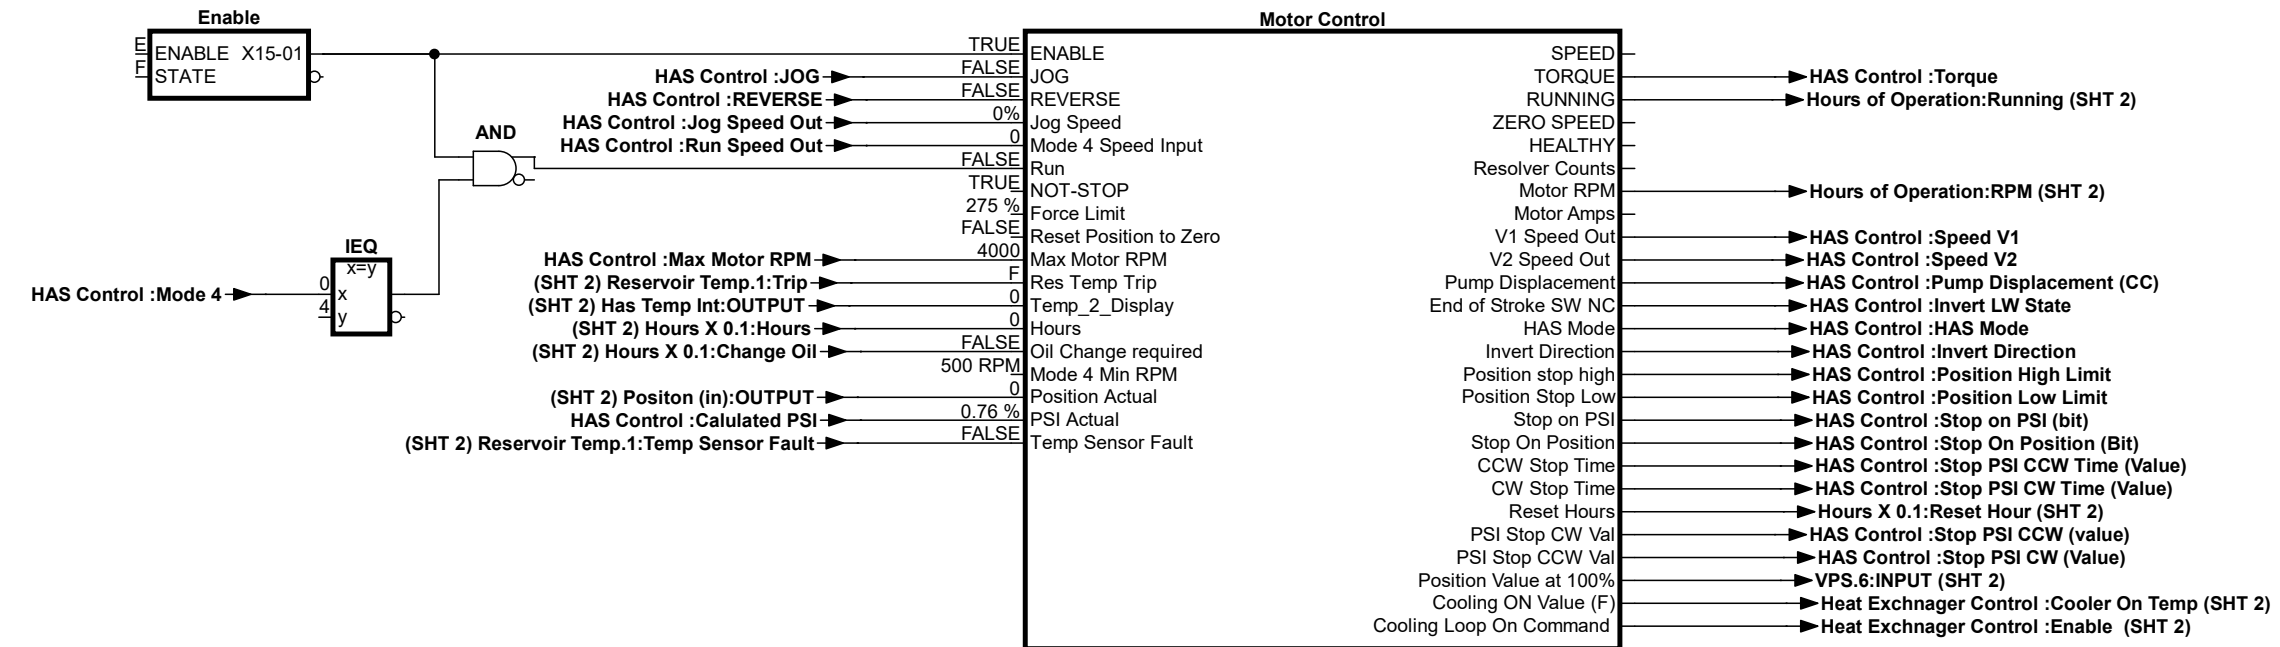 Enable
E
ENABLE X15-01
F
STATE
AND
IEQ
x=y
HAS Control :Mode 4
0
x
4
y
Motor Control
TRUE ENABLE
HAS Control :JOG FALSE JOG
HAS Control :REVERSE FALSE REVERSE
HAS Control :Jog Speed Out 0% Jog Speed
HAS Control :Run Speed Out 0 Mode 4 Speed Input
FALSE Run
TRUE NOT-STOP
275 % Force Limit
FALSE Reset Position to Zero
HAS Control :Max Motor RPM 4000 Max Motor RPM
(SHT 2) Reservoir Temp.1:Trip F Res Temp Trip
(SHT 2) Has Temp Int:OUTPUT 0 Temp_2_Display
(SHT 2) Hours X 0.1:Hours 0 Hours
(SHT 2) Hours X 0.1:Change Oil FALSE Oil Change required
500 RPM Mode 4 Min RPM
(SHT 2) Positon (in):OUTPUT 0 Position Actual
HAS Control :Calulated PSI 0.76 % PSI Actual
(SHT 2) Reservoir Temp.1:Temp Sensor Fault FALSE Temp Sensor Fault
SPEED
TORQUE HAS Control :Torque
RUNNING Hours of Operation:Running (SHT 2)
ZERO SPEED
HEALTHY
Resolver Counts
Motor RPM Hours of Operation:RPM (SHT 2)
Motor Amps
V1 Speed Out HAS Control :Speed V1
V2 Speed Out HAS Control :Speed V2
Pump Displacement HAS Control :Pump Displacement (CC)
End of Stroke SW NC HAS Control :Invert LW State
HAS Mode HAS Control :HAS Mode
Invert Direction HAS Control :Invert Direction
Position stop high HAS Control :Position High Limit
Position Stop Low HAS Control :Position Low Limit
Stop on PSI HAS Control :Stop on PSI (bit)
Stop On Position HAS Control :Stop On Position (Bit)
CCW Stop Time HAS Control :Stop PSI CCW Time (Value)
CW Stop Time HAS Control :Stop PSI CW Time (Value)
Reset Hours Hours X 0.1:Reset Hour (SHT 2)
PSI Stop CW Val HAS Control :Stop PSI CCW (value)
PSI Stop CCW Val HAS Control :Stop PSI CW (Value)
Position Value at 100% VPS.6:INPUT (SHT 2)
Cooling ON Value (F) Heat Exchnager Control :Cooler On Temp (SHT 2)
Cooling Loop On Command Heat Exchnager Control :Enable (SHT 2)